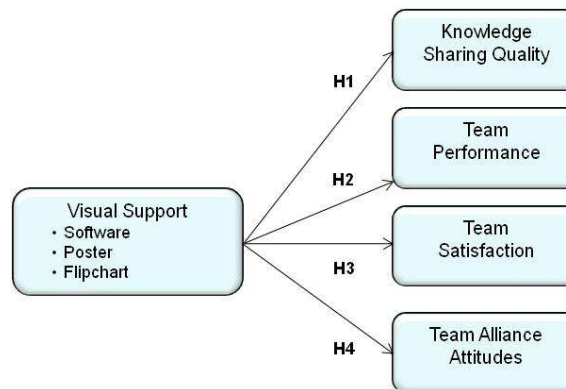 Knowledge
Sharing Quality
H1
Team
Performance
H2
Visual Support
• Software
• Poster
• Flipchart
Team
Satisfaction
H3
Team Alliance
Attitudes
H4